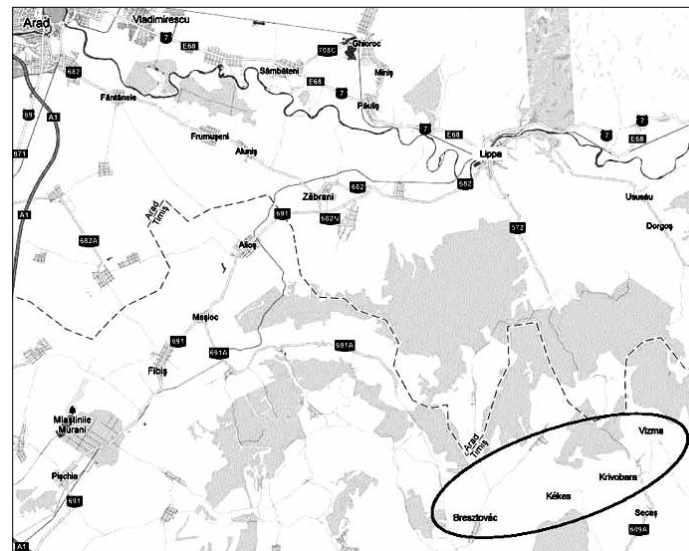 Arad
Vladimirescu
7
E68
708C
Ghioroc
Sâmbăteni
Miniș
682
E68
7
Păuliș
Fântânele
69
A1
7
E68
7
E68
Frumușeni
671
Aluniș
Lippa
Zăbrani
682
682
Ususău
A1
Arad
Timiș
691
682N
572
Dorgoș
682A
Alioș
Mașloc
691
691A
691A
Fibiș
Mlaștinile
Murani
Arad
Timiș
Vizma
Pișchia
Krivobara
691
Kékes
Bresztovác
Secaș
609A
A1